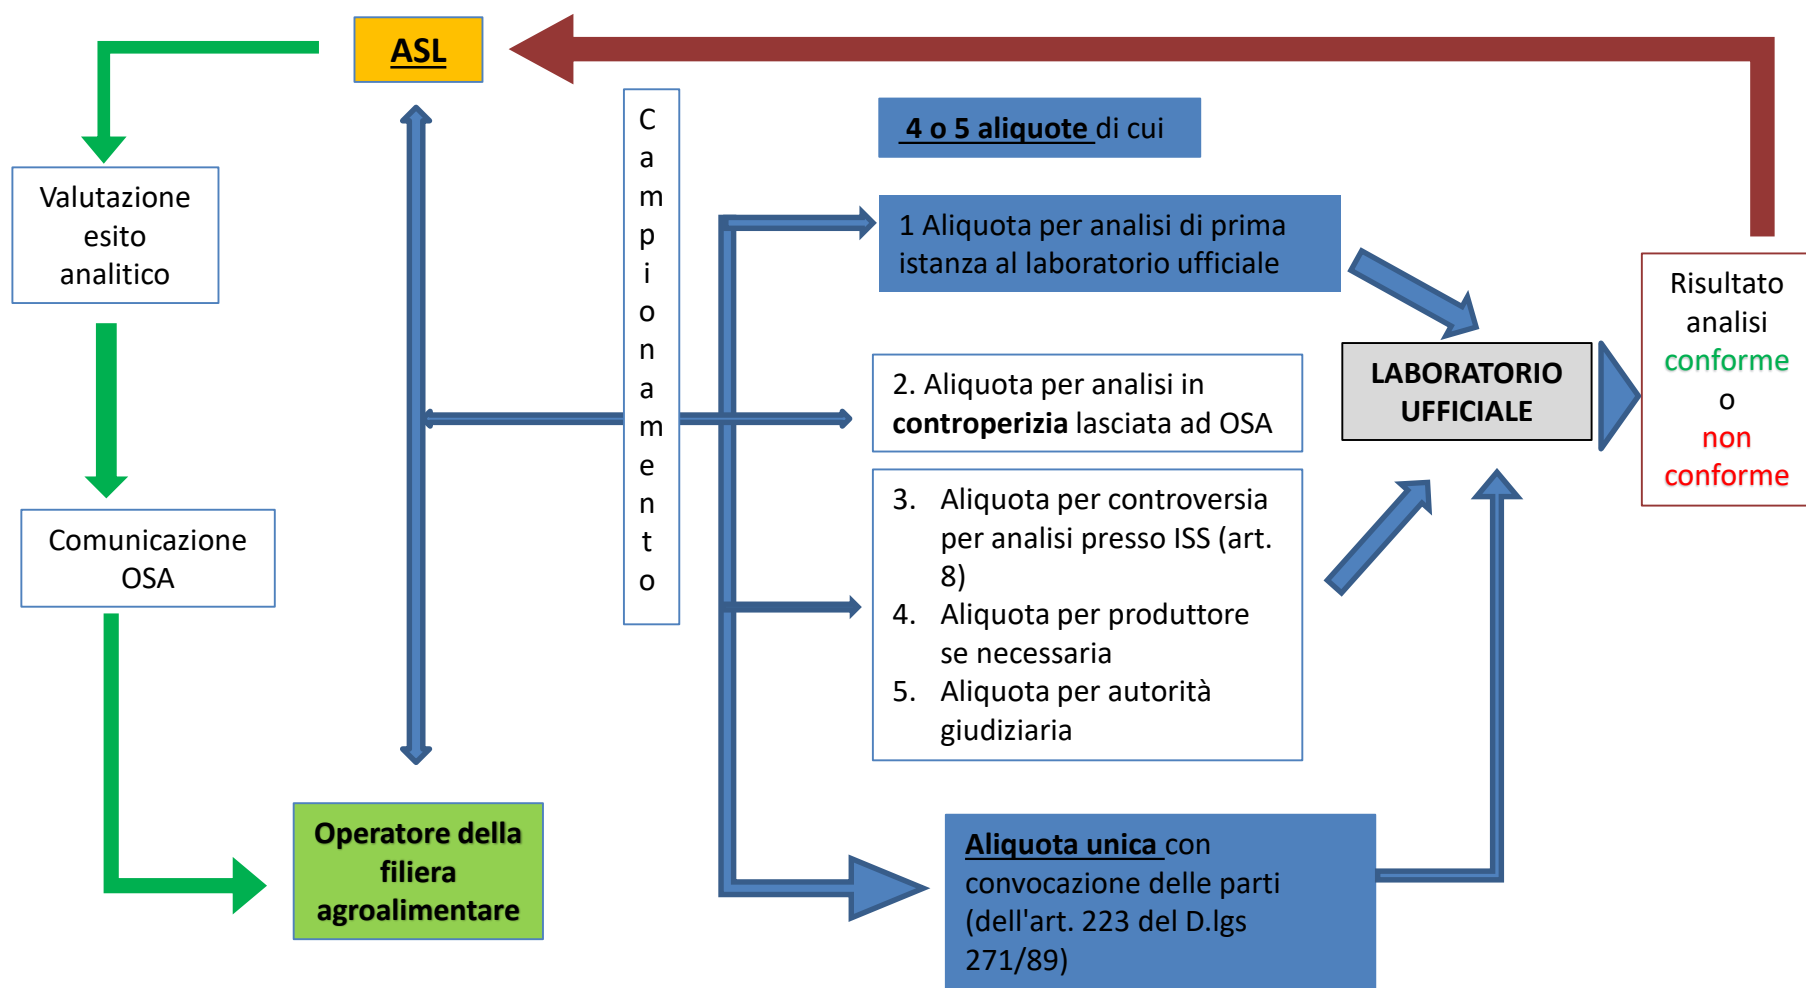 ASL
Valutazione
esito
analitico
Comunicazione
OSA
Operatore della
filiera
agroalimentare
Campionamento
4 o 5 aliquote di cui
1 Aliquota per analisi di prima
istanza al laboratorio ufficiale
2. Aliquota per analisi in
controperizia lasciata ad OSA
3. Aliquota per controversia
per analisi presso ISS (art.
8)
4. Aliquota per produttore
se necessaria
5. Aliquota per autorità
giudiziaria
Aliquota unica con
convocazione delle parti
(dell'art. 223 del D.lgs
271/89)
LABORATORIO
UFFICIALE
Risultato
analisi
conforme
o
non
conforme